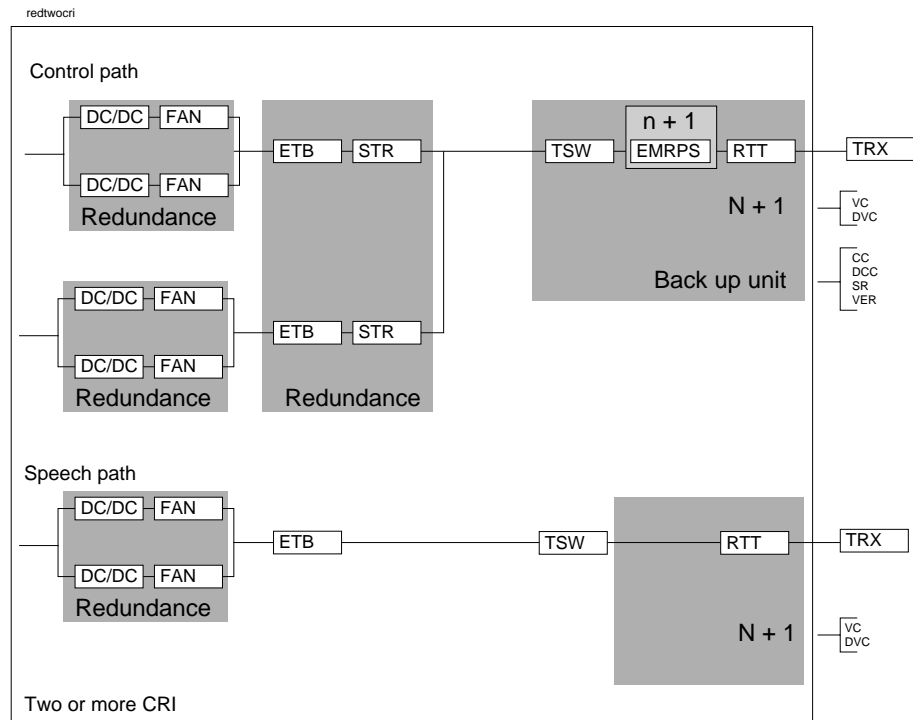 redtwocri
Control path
DC/DC FAN
DC/DC FAN
Redundance
ETB STR
TSW
n + 1
EMRPS
RTT
TRX
N + 1
VC
DVC
Back up unit
CC
DCC
SR
VER
DC/DC FAN
DC/DC FAN
Redundance
ETB STR
Redundance
Speech path
DC/DC FAN
DC/DC FAN
Redundance
ETB
TSW
RTT
TRX
N + 1
VC
DVC
Two or more CRI